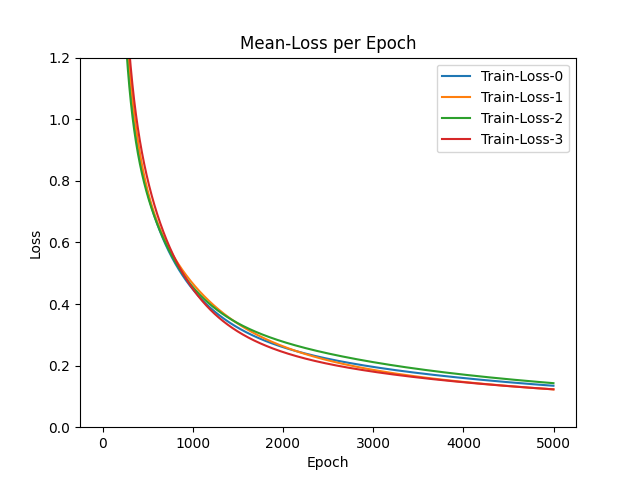 Mean-Loss per Epoch
Train-Loss-0
Train-Loss-1
Train-Loss-2
Train-Loss-3
Loss
1.2
1.0
0.8
0.6
0.4
0.2
0.0
0 1000 2000 3000 4000 5000
Epoch